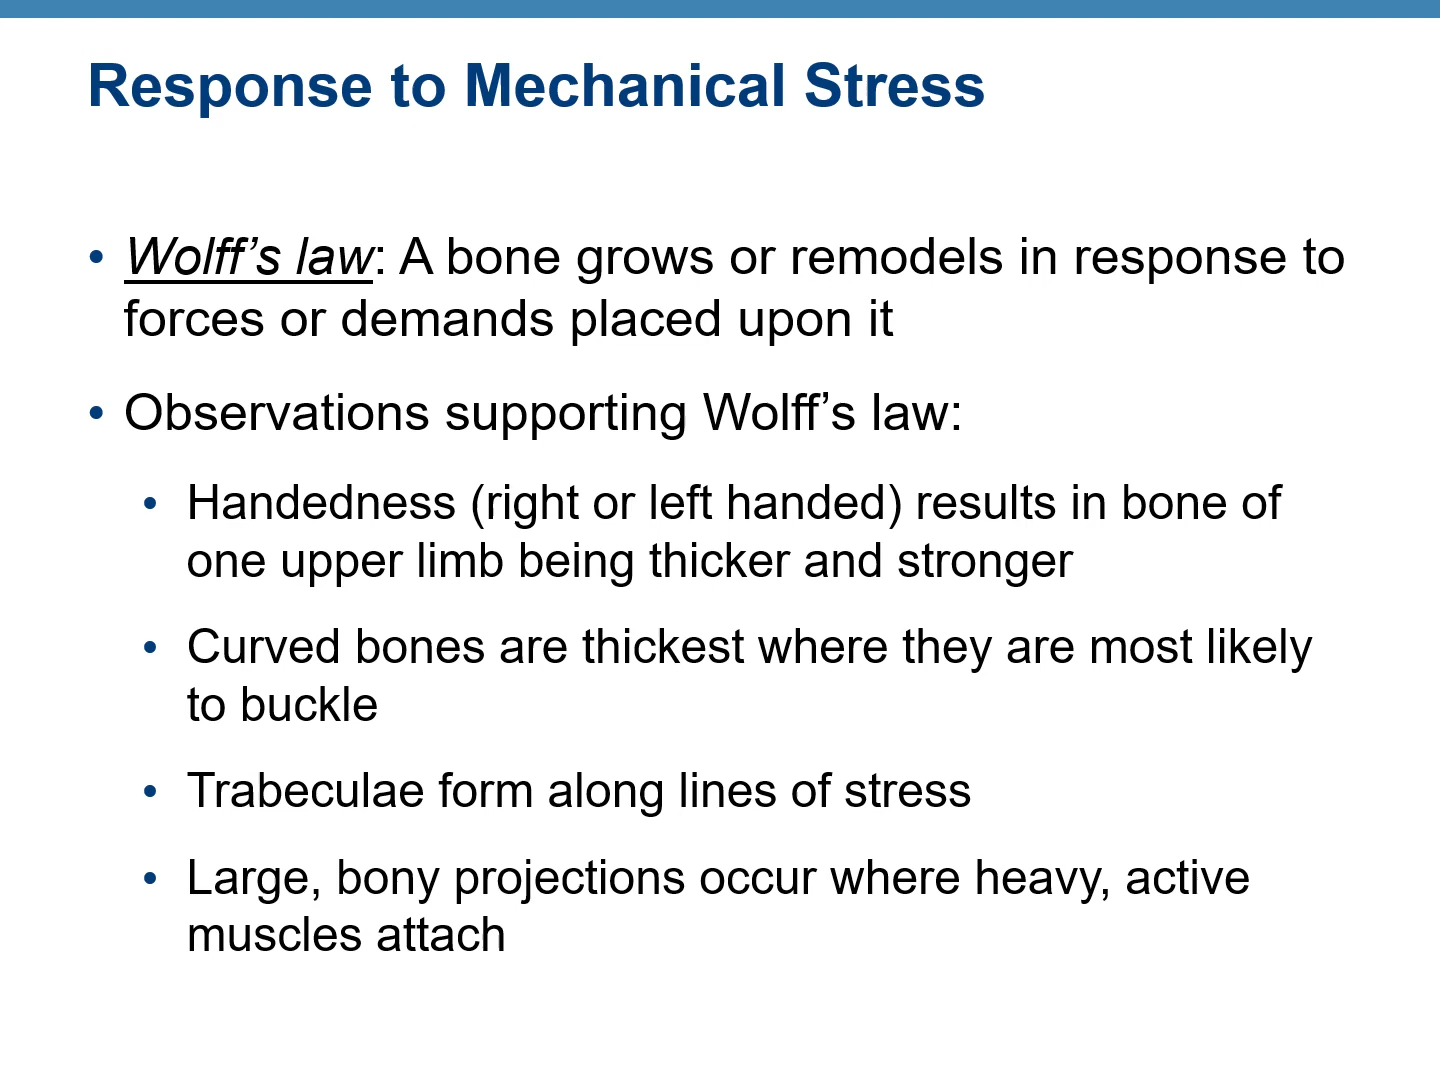 Response to Mechanical Stress
• Wolff’s law: A bone grows or remodels in response to
forces or demands placed upon it
• Observations supporting Wolff’s law:
• Handedness (right or left handed) results in bone of
one upper limb being thicker and stronger
• Curved bones are thickest where they are most likely
to buckle
• Trabeculae form along lines of stress
• Large, bony projections occur where heavy, active
muscles attach